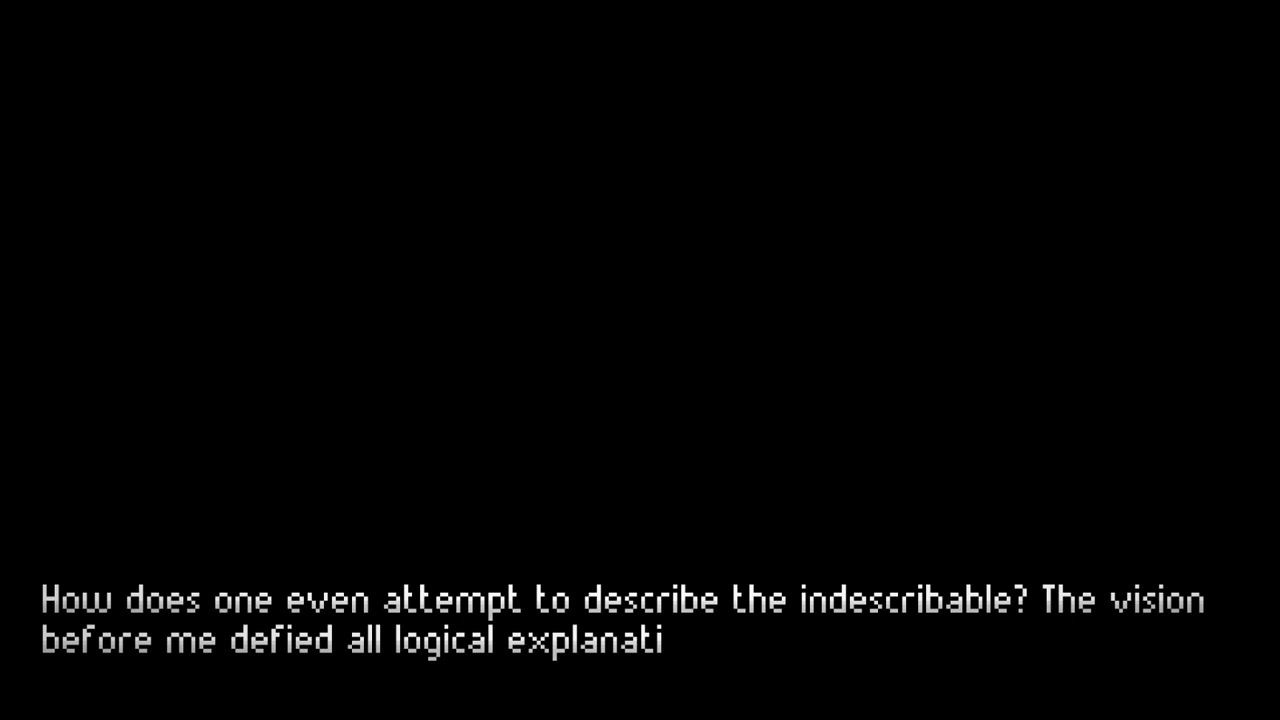 How does one even attempt to describe the indescribable? The vision
before me defied all logical explanati